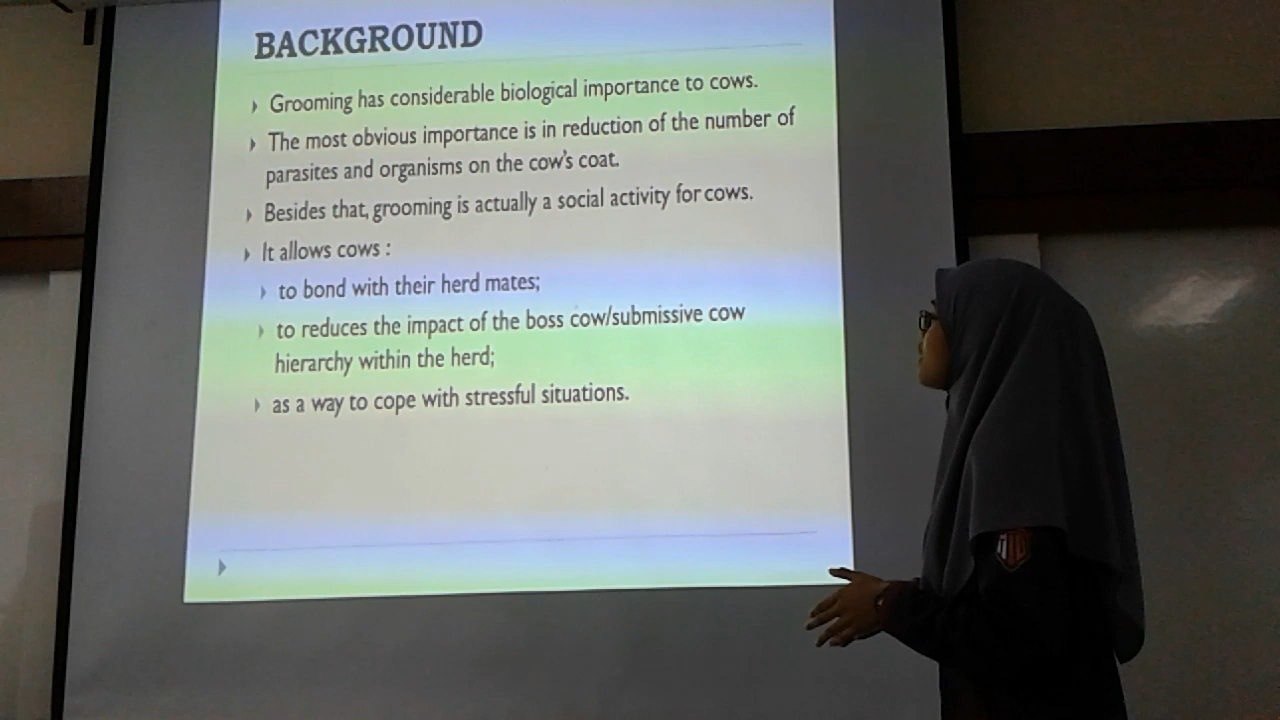 BACKGROUND
Grooming has considerable biological importance to cows.
The most obvious importance is in reduction of the number of
parasites and organisms on the cow's coat.
Besides that, grooming is actually a social activity for cows.
It allows cows :
to bond with their herd mates;
to reduces the impact of the boss cow/submissive cow
hierarchy within the herd;
as a way to cope with stressful situations.